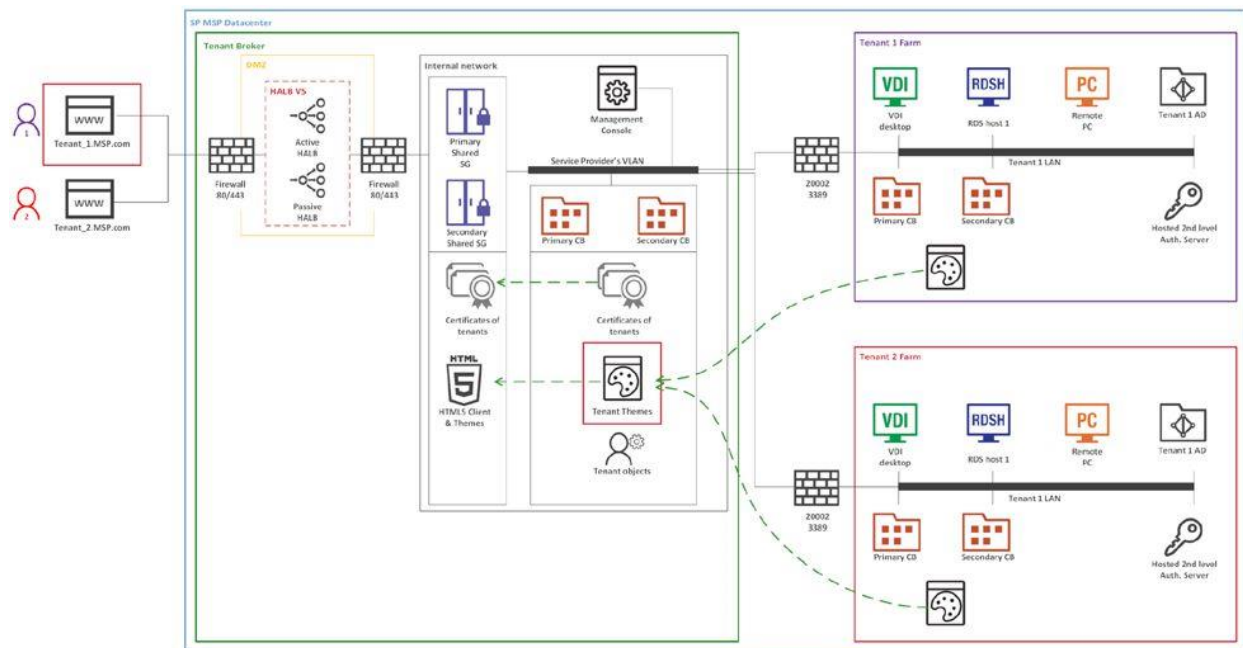 SP MSP Datacenter
Tenant Broker
DMZ
HALB VS
Active
HALB
Passive
HALB
1
WWW
Tenant_1.MSP.com
2
WWW
Tenant_2.MSP.com
Firewall
80/443
Firewall
80/443
Internal network
Primary
Shared
SG
Secondary
Shared SG
Management
Console
Service Provider's VLAN
Primary CB
Secondary CB
Certificates of
tenants
Certificates of
tenants
HTML
5
HTML5 Client
& Themes
Tenant Themes
Tenant objects
20002
3389
Tenant 1 Farm
VDI
VDI
desktop
RDSH
RDS host 1
PC
Remote
PC
Tenant 1 AD
Tenant 1 LAN
Primary CB
Secondary CB
Hosted 2nd level
Auth. Server
20002
3389
Tenant 2 Farm
VDI
VDI
desktop
RDSH
RDS host 1
PC
Remote
PC
Tenant 1 AD
Tenant 1 LAN
Primary CB
Secondary CB
Hosted 2nd level
Auth. Server